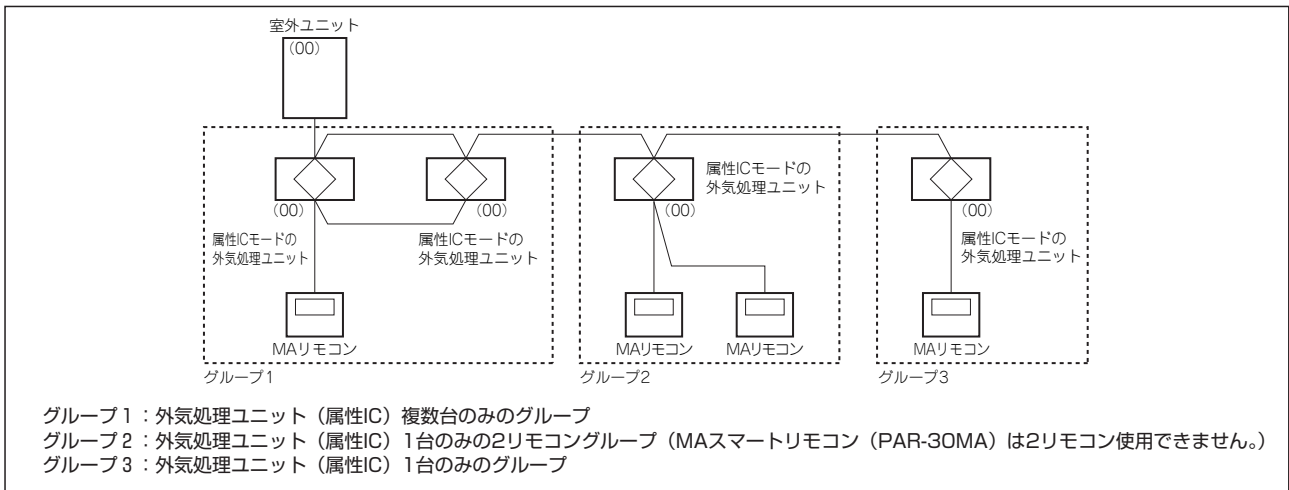 室外ユニット
(00)
(00)
属性ICモードの
外気処理ユニット
(00)
属性ICモードの
外気処理ユニット
MAリモコン
グループ1
属性ICモードの
外気処理ユニット
(00)
MAリモコン
MAリモコン
グループ2
(00)
属性ICモードの
外気処理ユニット
MAリモコン
グループ3
グループ1：外気処理ユニット（属性IC）複数台のみのグループ
グループ2：外気処理ユニット（属性IC）1台のみの2リモコングループ（MAスマートリモコン（PAR-30MA）は2リモコン使用できません。）
グループ3：外気処理ユニット（属性IC）1台のみのグループ